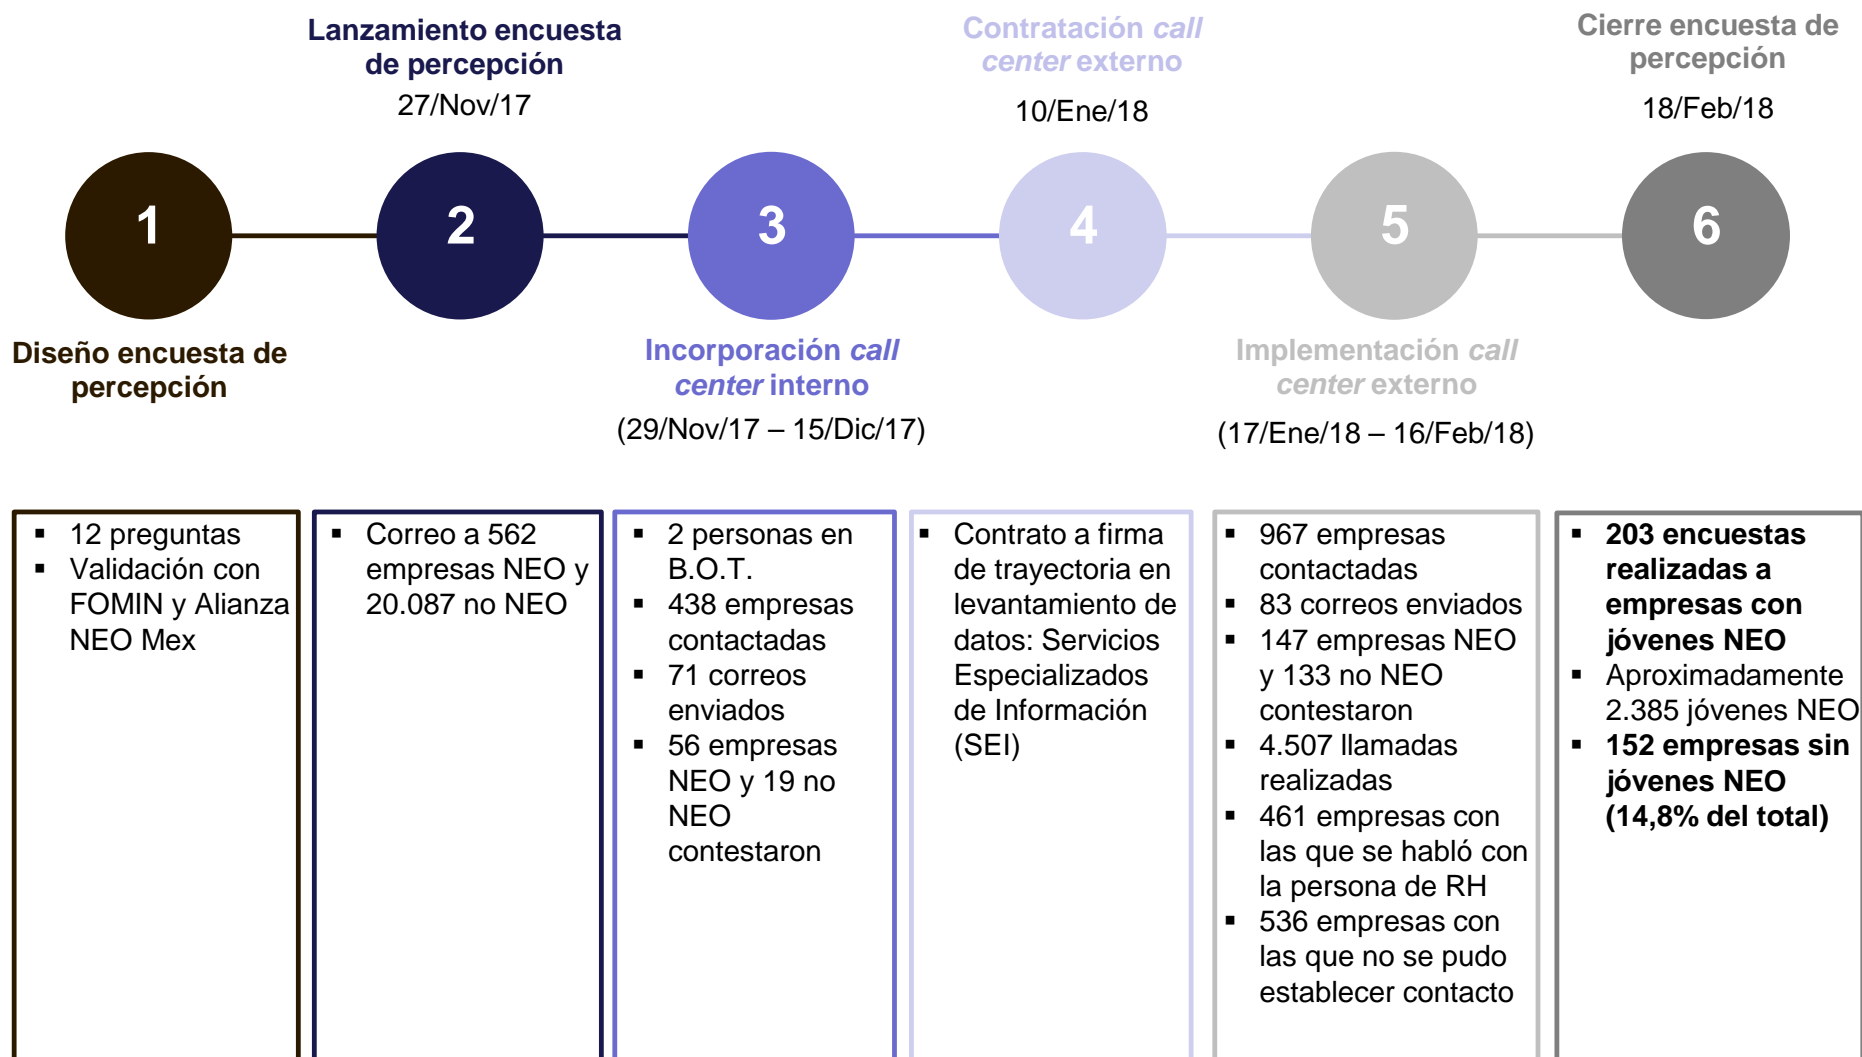 Lanzamiento encuesta
de percepción
27/Nov/17
Contratación call
center externo
10/Ene/18
Cierre encuesta de
percepción
18/Feb/18
1
2
3
4
5
6
Diseño encuesta de
percepción
Incorporación call
center interno
(29/Nov/17 – 15/Dic/17)
Implementación call
center externo
(17/Ene/18 – 16/Feb/18)
▪ 12 preguntas
▪ Validación con
FOMIN y Alianza
NEO Mex
▪ Correo a 562
empresas NEO y
20.087 no NEO
▪ 2 personas en
B.O.T.
▪ 438 empresas
contactadas
▪ 71 correos
enviados
▪ 56 empresas
NEO y 19 no
NEO
contestaron
▪ Contrato a firma
de trayectoria en
levantamiento de
datos: Servicios
Especializados
de Información
(SEI)
▪ 967 empresas
contactadas
▪ 83 correos enviados
▪ 147 empresas NEO
y 133 no NEO
contestaron
▪ 4.507 llamadas
realizadas
▪ 461 empresas con
las que se habló con
la persona de RH
▪ 536 empresas con
las que no se pudo
establecer contacto
▪ 203 encuestas
realizadas a
empresas con
jóvenes NEO
▪ Aproximadamente
2.385 jóvenes NEO
▪ 152 empresas sin
jóvenes NEO
(14,8% del total)